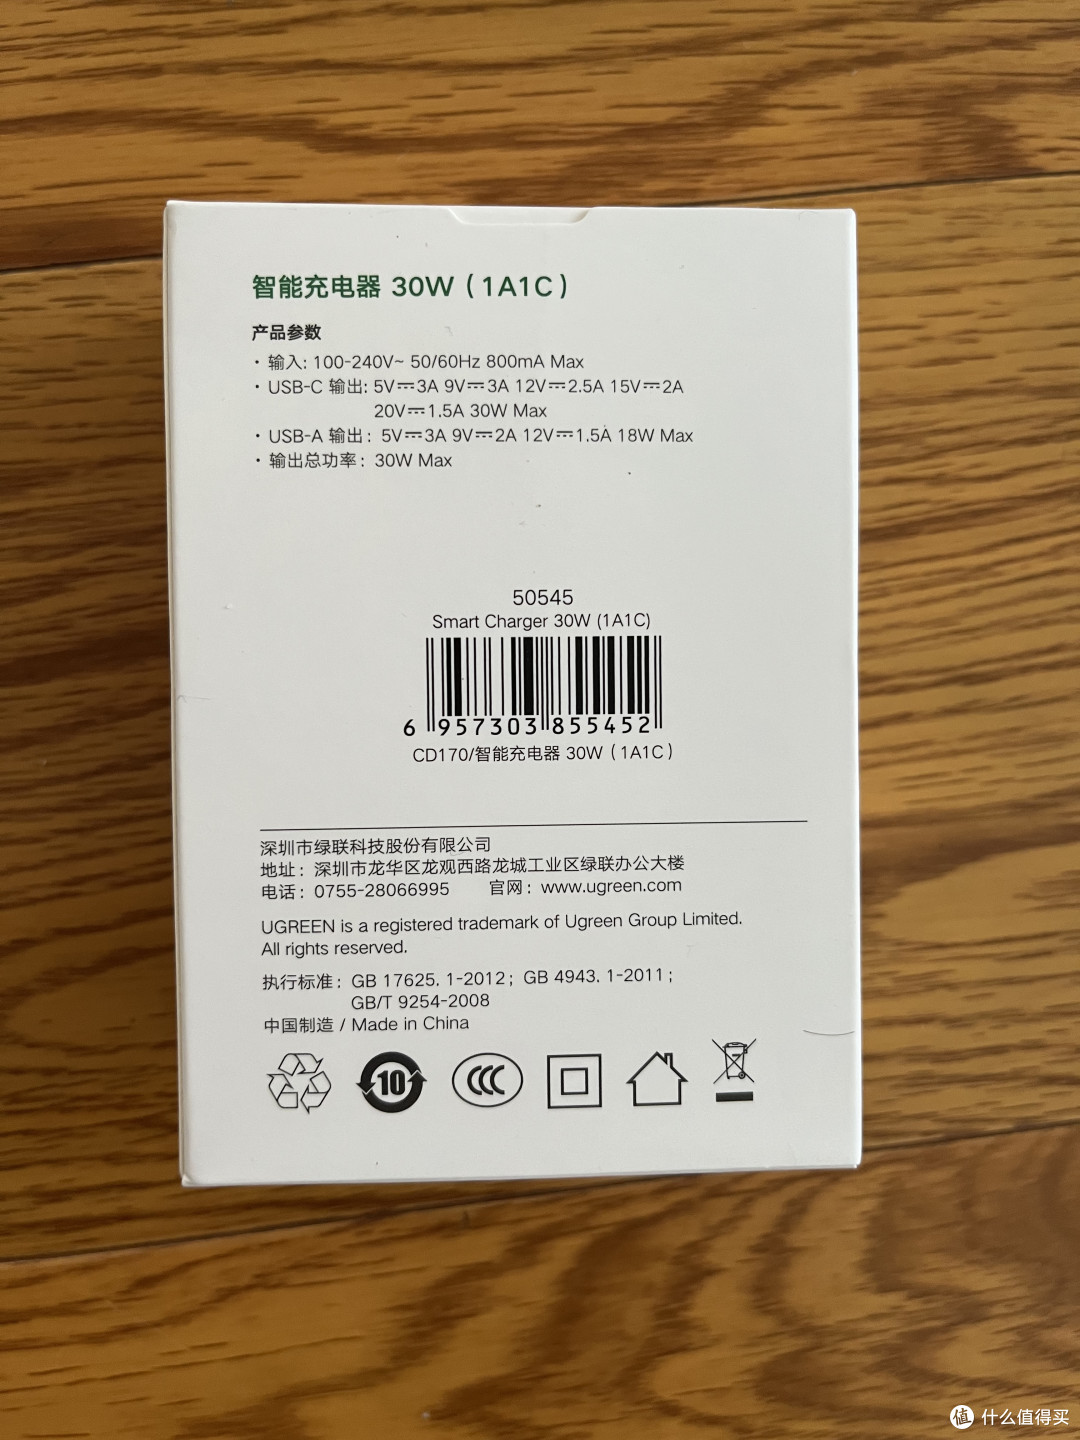 智能充电器 30W（1A1C）
产品参数
· 输入: 100-240V~ 50/60Hz 800mA Max
· USB-C 输出: 5V⎓3A 9V⎓3A 12V⎓2.5A 15V⎓2A
20V⎓1.5A 30W Max
· USB-A 输出：5V⎓3A 9V⎓2A 12V⎓1.5A 18W Max
· 输出总功率：30W Max
50545
Smart Charger 30W (1A1C)
6 957303 855452
CD170/智能充电器 30W（1A1C）
深圳市绿联科技股份有限公司
地址：深圳市龙华区龙观西路龙城工业区绿联办公大楼
电话：0755-28066995 官网：www.ugreen.com
UGREEN is a registered trademark of Ugreen Group Limited.
All rights reserved.
执行标准：GB 17625. 1-2012；GB 4943. 1-2011；
GB/T 9254-2008
中国制造 / Made in China
10 CCC
值 什么值得买